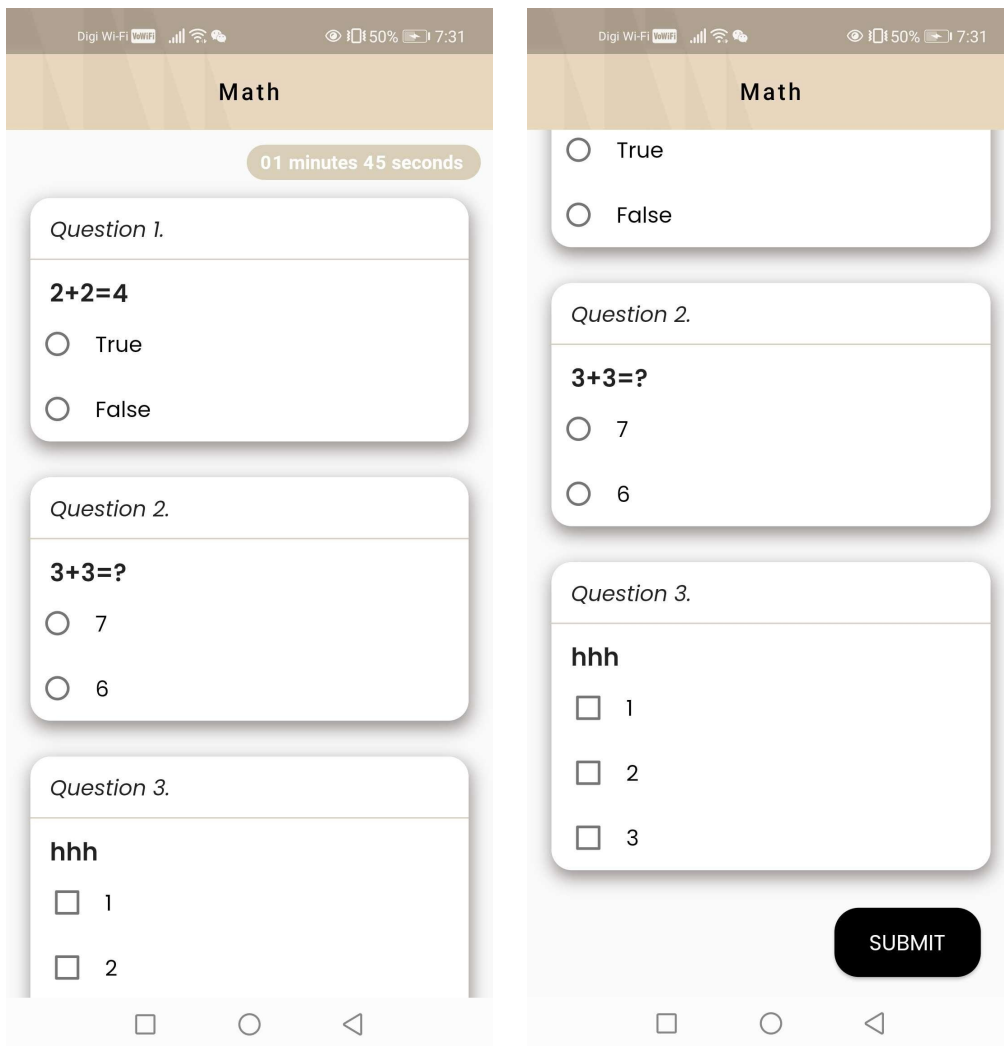 Digi Wi-Fi VoWiFi 50% 7:31
Math
01 minutes 45 seconds
Question 1.
2+2=4
True
False
Question 2.
3+3=?
7
6
Question 3.
hhh
1
2
Digi Wi-Fi VoWiFi 50% 7:31
Math
True
False
Question 2.
3+3=?
7
6
Question 3.
hhh
1
2
3
SUBMIT